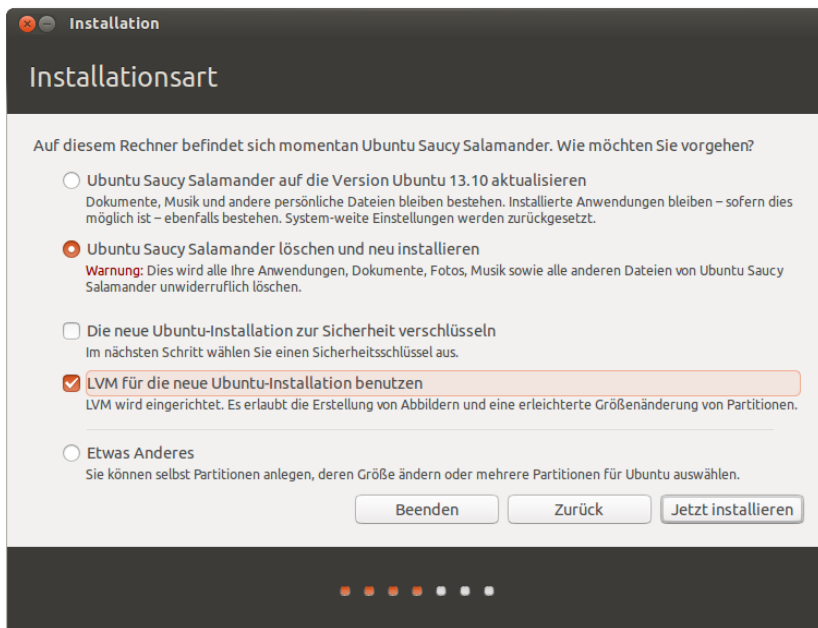 Installation
Installationsart
Auf diesem Rechner befindet sich momentan Ubuntu Saucy Salamander. Wie möchten Sie vorgehen?
Ubuntu Saucy Salamander auf die Version Ubuntu 13.10 aktualisieren
Dokumente, Musik und andere persönliche Dateien bleiben bestehen. Installierte Anwendungen bleiben – sofern dies
möglich ist – ebenfalls bestehen. System-weite Einstellungen werden zurückgesetzt.
Ubuntu Saucy Salamander löschen und neu installieren
Warnung: Dies wird alle Ihre Anwendungen, Dokumente, Fotos, Musik sowie alle anderen Dateien von Ubuntu Saucy
Salamander unwiderruflich löschen.
Die neue Ubuntu-Installation zur Sicherheit verschlüsseln
Im nächsten Schritt wählen Sie einen Sicherheitsschlüssel aus.
LVM für die neue Ubuntu-Installation benutzen
LVM wird eingerichtet. Es erlaubt die Erstellung von Abbildern und eine erleichterte Größenänderung von Partitionen.
Etwas Anderes
Sie können selbst Partitionen anlegen, deren Größe ändern oder mehrere Partitionen für Ubuntu auswählen.
Beenden
Zurück
Jetzt installieren